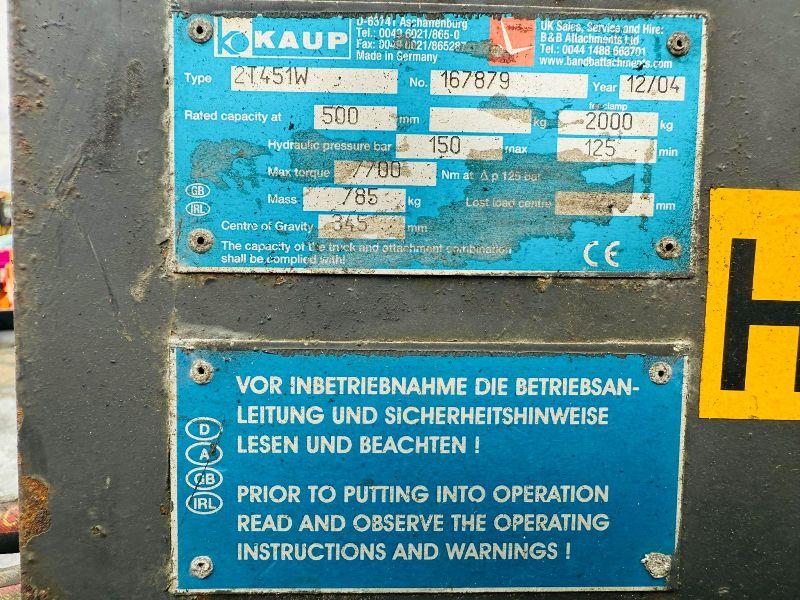 KAUP
D-63741 Aschaffenburg
Tel.: 0049 6021/865-0
Fax: 0049 6021/865287
Made in Germany
UK Sales, Service and Hire:
B&B Attachments Ltd
Tel.: 0044 1488
www.bandbattachments.com
Type 2T451W No. 167879 Year 12/04
for clamp
Rated capacity at 500 mm kg 2000 kg
Hydraulic pressure bar 150 max 125 min
Max torque 7700 Nm at Δ p 125 bar
GB
Mass 785 kg Lost load centre mm
IRL
Centre of Gravity 345 mm
The capacity of the truck and attachment combination
shall be complied with!
CE
H
VOR INBETRIEBNAHME DIE BETRIEBSAN-
LEITUNG UND SICHERHEITSHINWEISE
LESEN UND BEACHTEN !
D
A
GB
IRL
PRIOR TO PUTTING INTO OPERATION
READ AND OBSERVE THE OPERATING
INSTRUCTIONS AND WARNINGS !